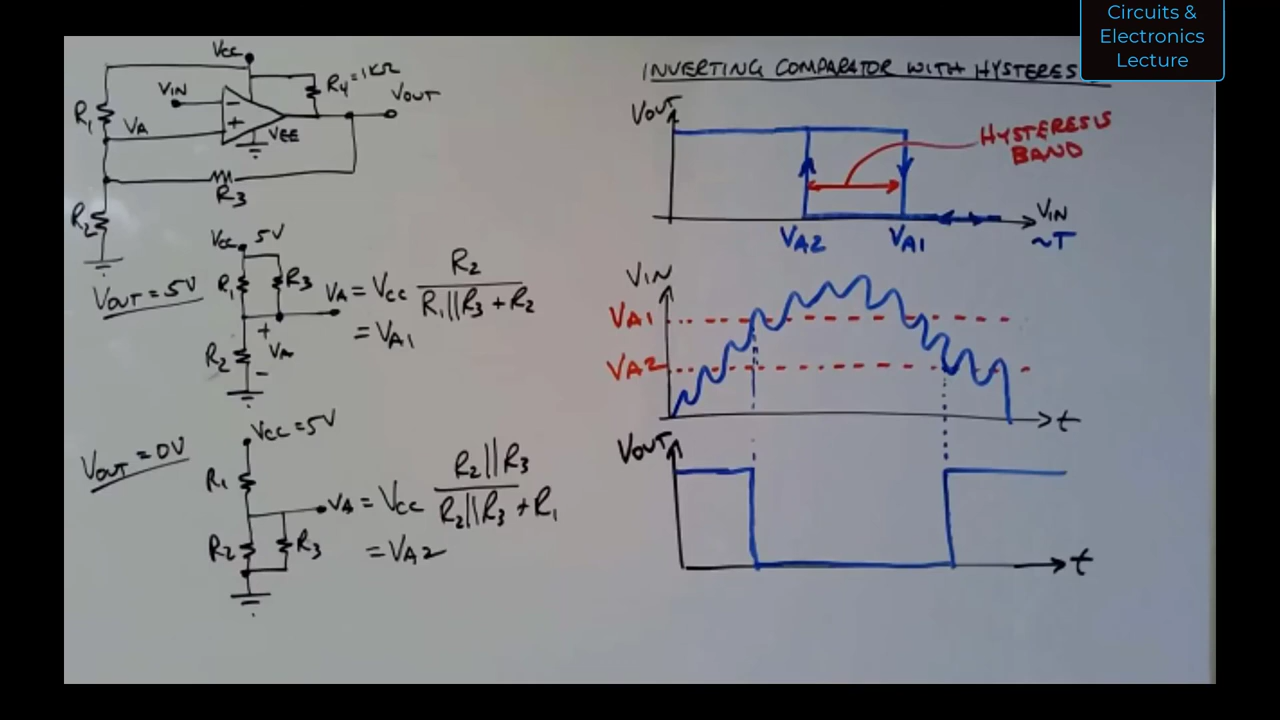 Circuits &
Electronics
Lecture
INVERTING COMPARATOR WITH HYSTERES
VCC
R4=1KΩ
VIN
VOUT
R1
VA
−
+
VEE
R3
R2
VOUT = 5V
VCC 5V
R1 R3
VA = VCC R2 / R1||R3 + R2
= VA1
+
R2 VA
−
VOUT = 0V
VCC = 5V
R1
VA = VCC R2||R3 / R2||R3 + R1
R2 R3
= VA2
VOUT
HYSTERESIS
BAND
VIN
~T
VA2 VA1
VIN
VA1
VA2
t
VOUT
t